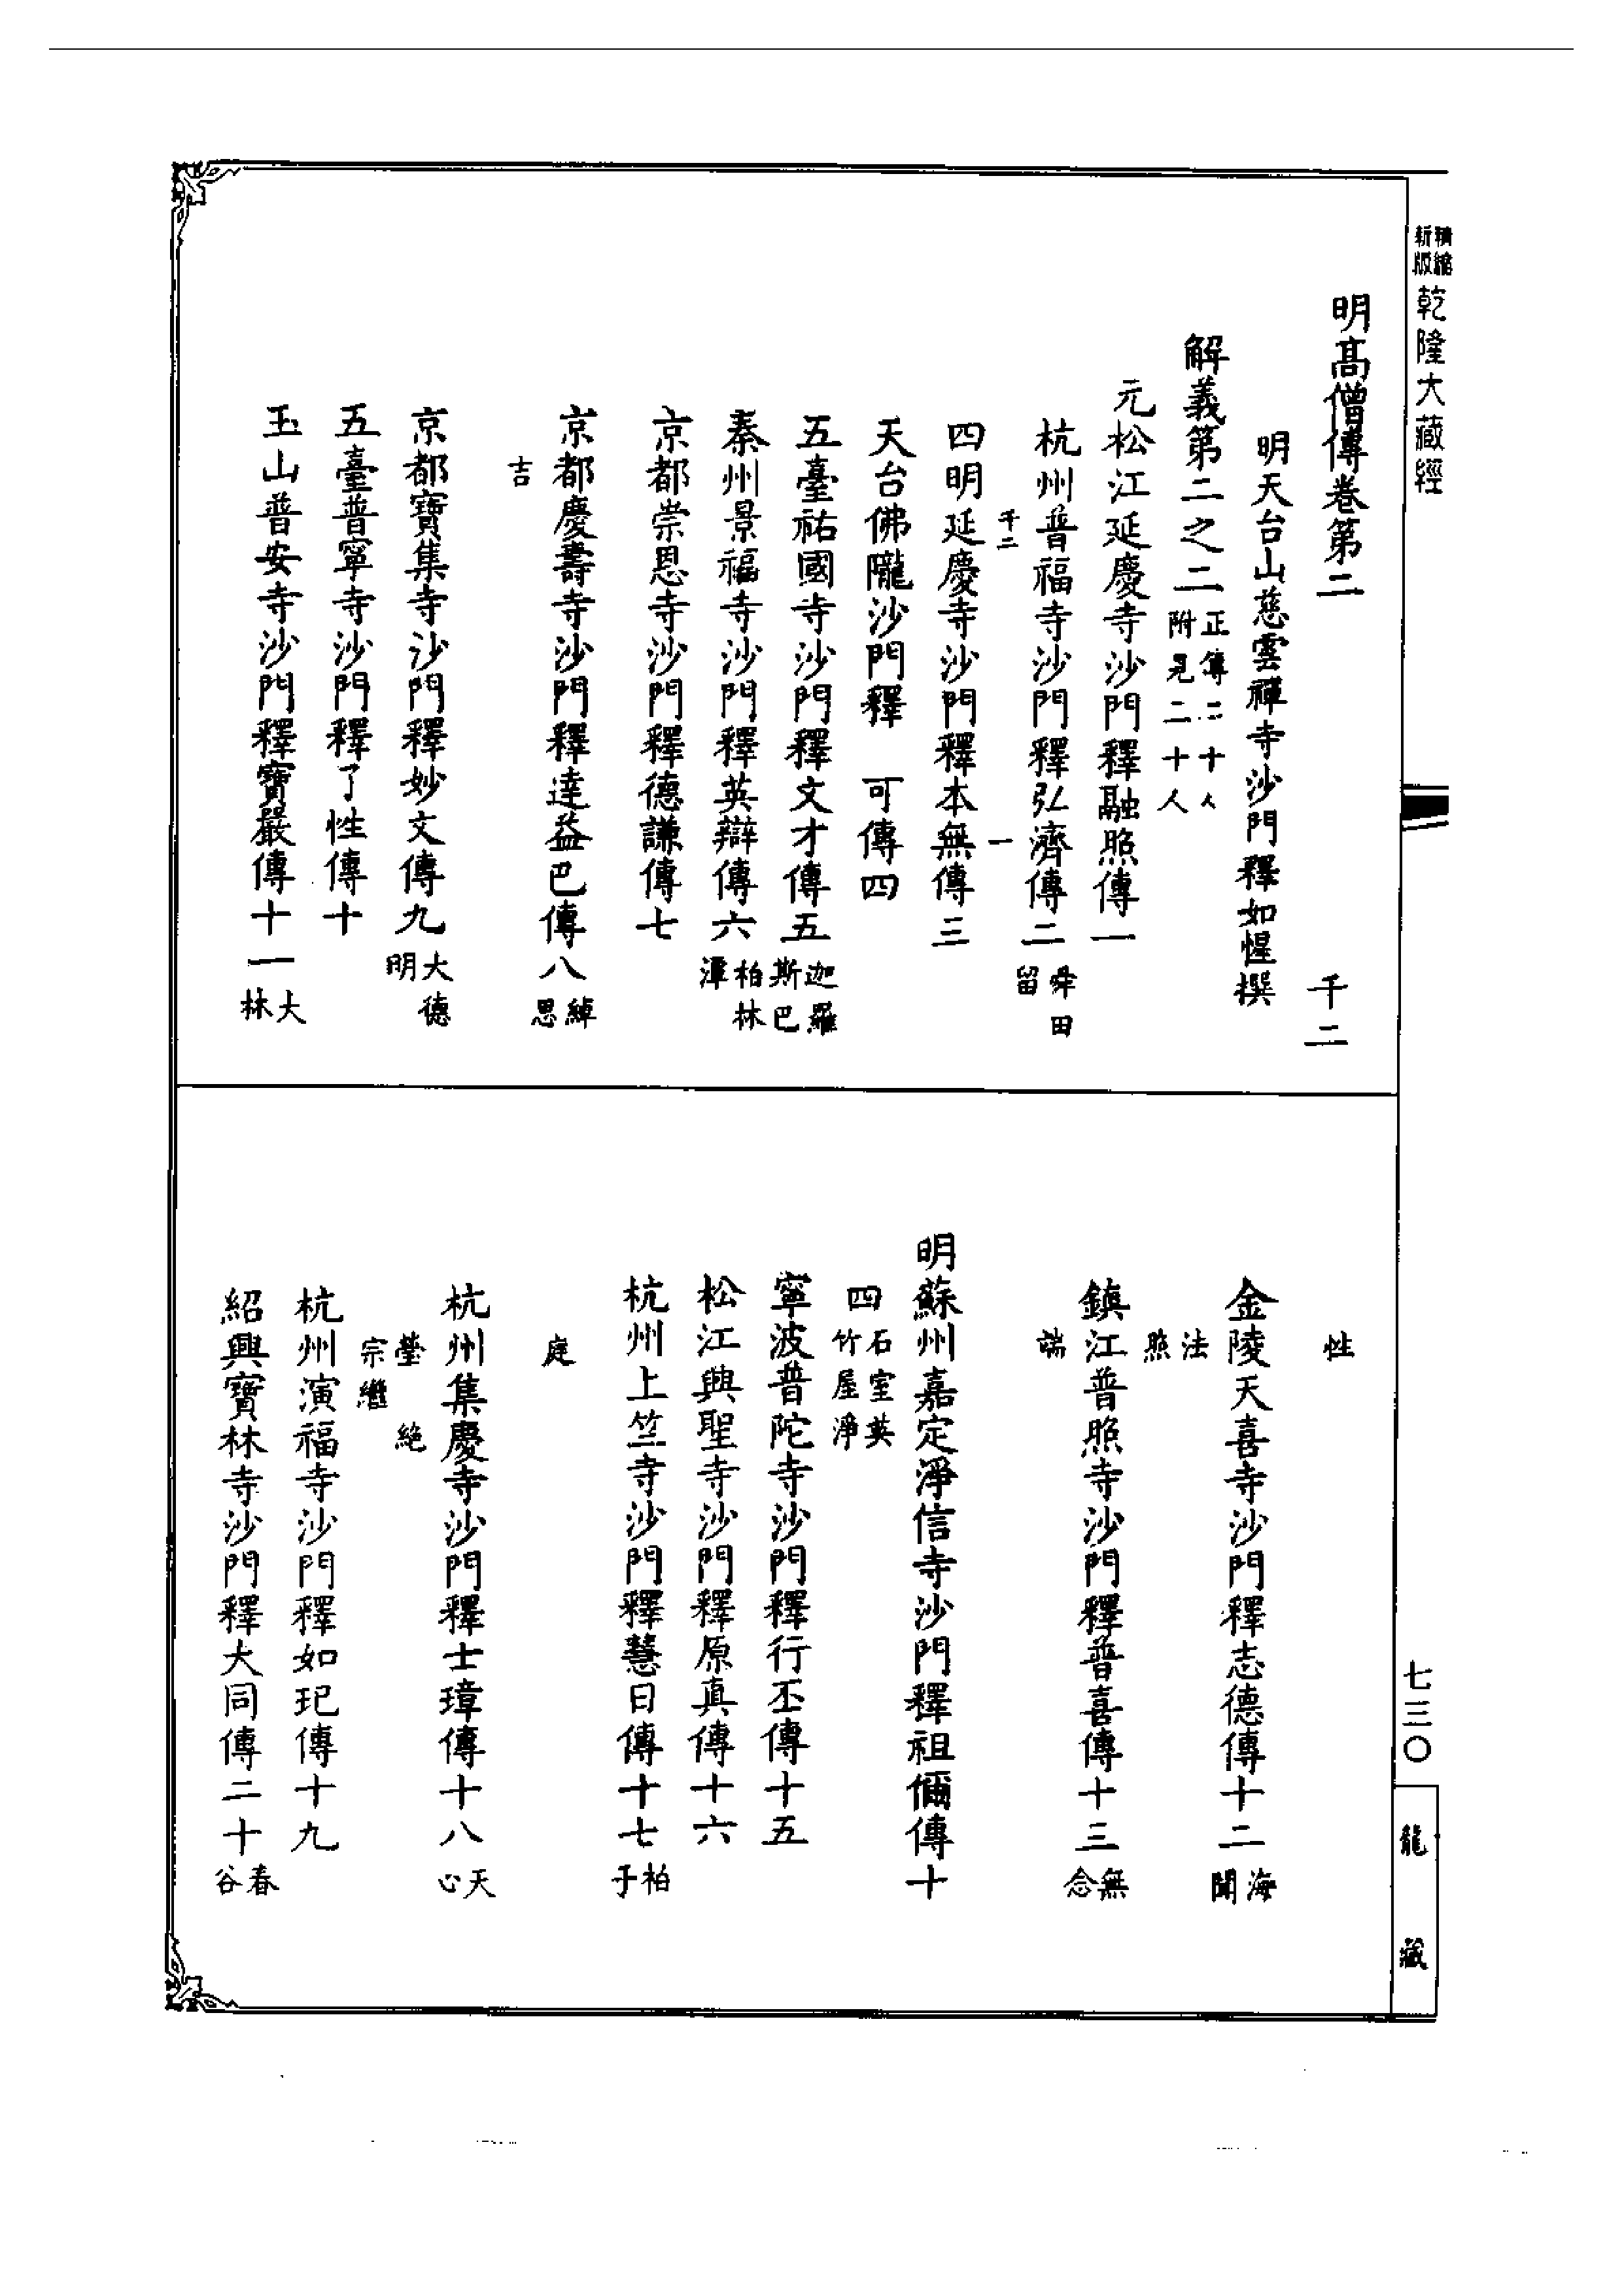 精縮
新版
乾隆大藏經
明高僧傳卷第二 千二
明天台山慈雲禪寺沙門釋如惺撰
解義第二之二 正傳二十人
附見二十人
元松江延慶寺沙門釋融照傳一
杭州普福寺沙門釋弘濟傳二 舜田
留
千二 一
四明延慶寺沙門釋本無傳三
天台佛隴沙門釋 可傳四
五臺祐國寺沙門釋文才傳五 迦羅
斯巴
秦州景福寺沙門釋英辯傳六 柏林
潭
京都崇恩寺沙門釋德謙傳七
京都慶壽寺沙門釋達益巴傳八 綽
思
吉
京都寶集寺沙門釋妙文傳九 大德
明
五臺普寧寺沙門釋了性傳十
玉山普安寺沙門釋寶嚴傳十一 大
林
性
金陵天喜寺沙門釋志德傳十二 海
聞
法
照
鎮江普照寺沙門釋普喜傳十三 無
念
端
明蘇州嘉定淨信寺沙門釋祖偁傳十
四 石室英
竹屋淨
寧波普陀寺沙門釋行丕傳十五
松江興聖寺沙門釋原真傳十六
杭州上竺寺沙門釋慧日傳十七 柏
子
庭
杭州集慶寺沙門釋士璋傳十八 天
心
瑩 絕
宗繼
杭州演福寺沙門釋如玘傳十九
紹興寶林寺沙門釋大同傳二十 春
谷
七三〇
龍藏